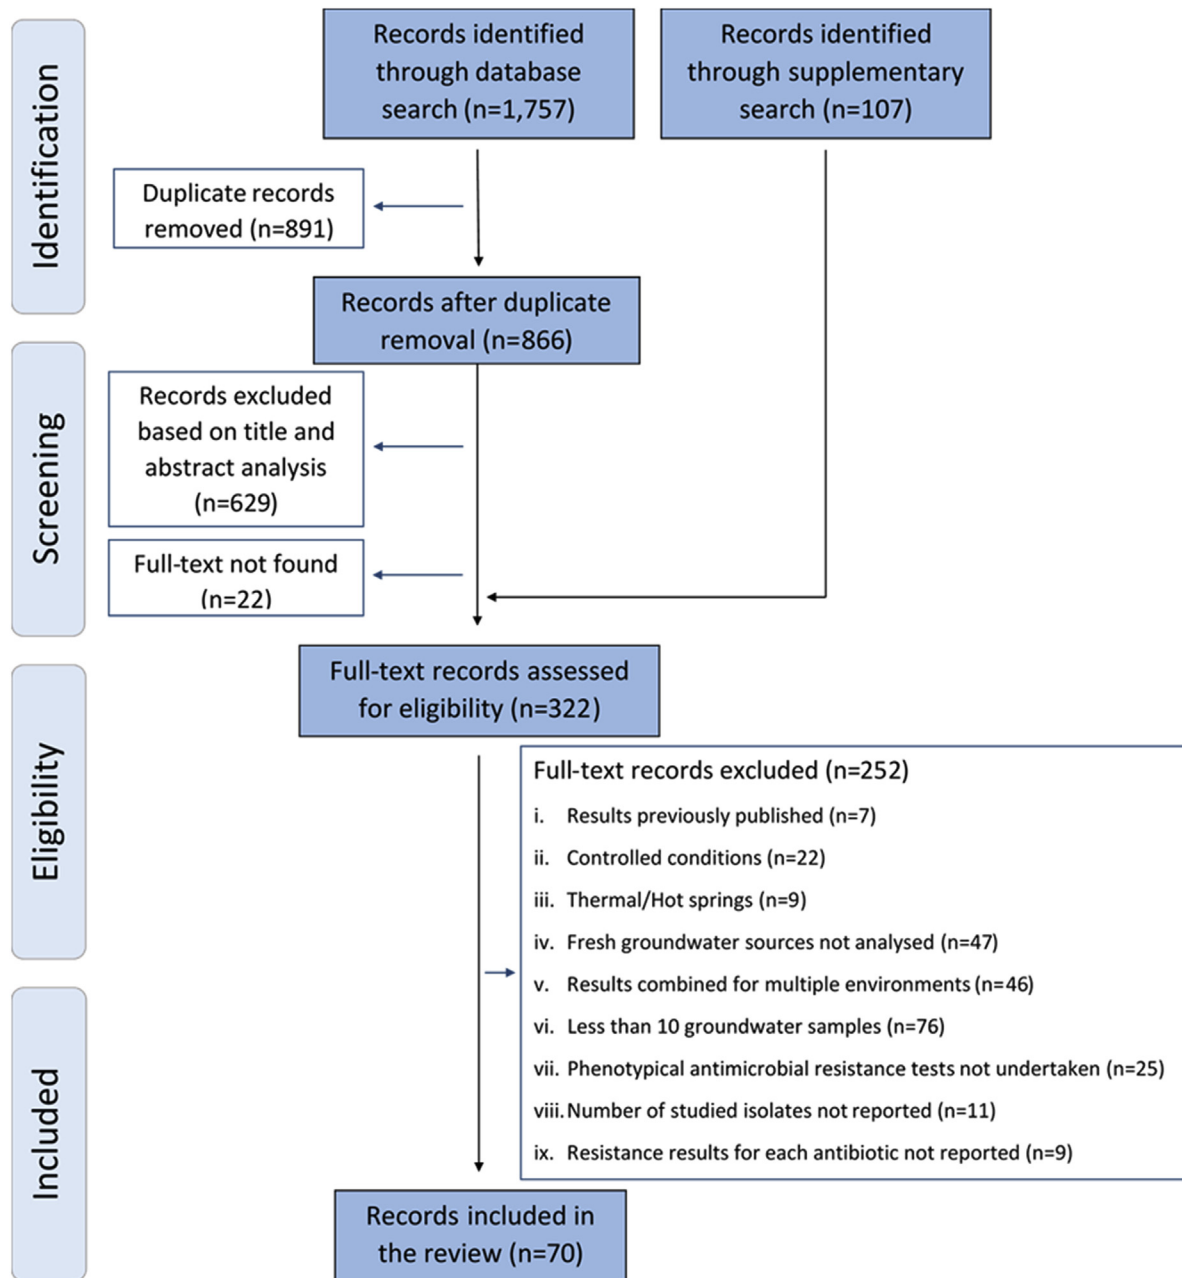 Identification
Records identified
through database
search (n=1,757)
Records identified
through supplementary
search (n=107)
Duplicate records
removed (n=891)
Records after duplicate
removal (n=866)
Screening
Records excluded
based on title and
abstract analysis
(n=629)
Full-text not found
(n=22)
Eligibility
Full-text records assessed
for eligibility (n=322)
Full-text records excluded (n=252)
i. Results previously published (n=7)
ii. Controlled conditions (n=22)
iii. Thermal/Hot springs (n=9)
iv. Fresh groundwater sources not analysed (n=47)
v. Results combined for multiple environments (n=46)
vi. Less than 10 groundwater samples (n=76)
vii. Phenotypical antimicrobial resistance tests not undertaken (n=25)
viii. Number of studied isolates not reported (n=11)
ix. Resistance results for each antibiotic not reported (n=9)
Included
Records included in
the review (n=70)